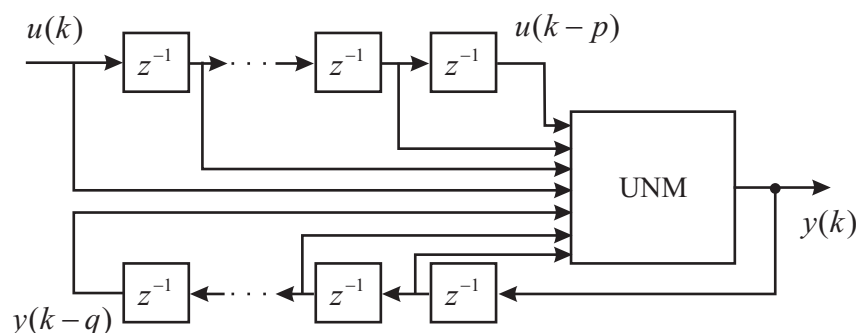 u(k)
u(k − p)
z⁻¹
· · ·
z⁻¹
z⁻¹
UNM
y(k)
z⁻¹
· · ·
z⁻¹
z⁻¹
y(k − q)